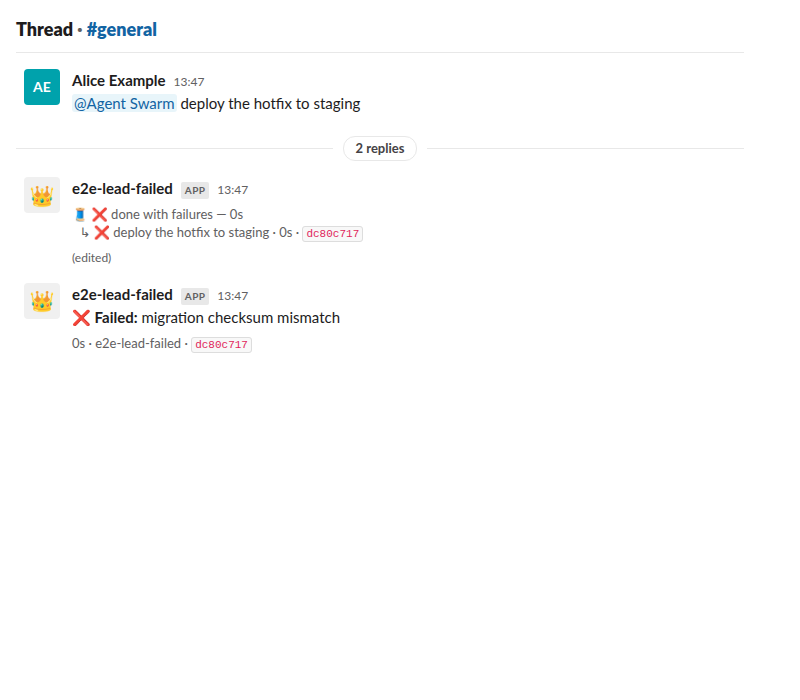 Thread • #general
AE
Alice Example 13:47
@Agent Swarm deploy the hotfix to staging
2 replies
e2e-lead-failed APP 13:47
🧵 ❌ done with failures — 0s
↳ ❌ deploy the hotfix to staging · 0s · dc80c717
(edited)
e2e-lead-failed APP 13:47
❌ Failed: migration checksum mismatch
0s · e2e-lead-failed · dc80c717